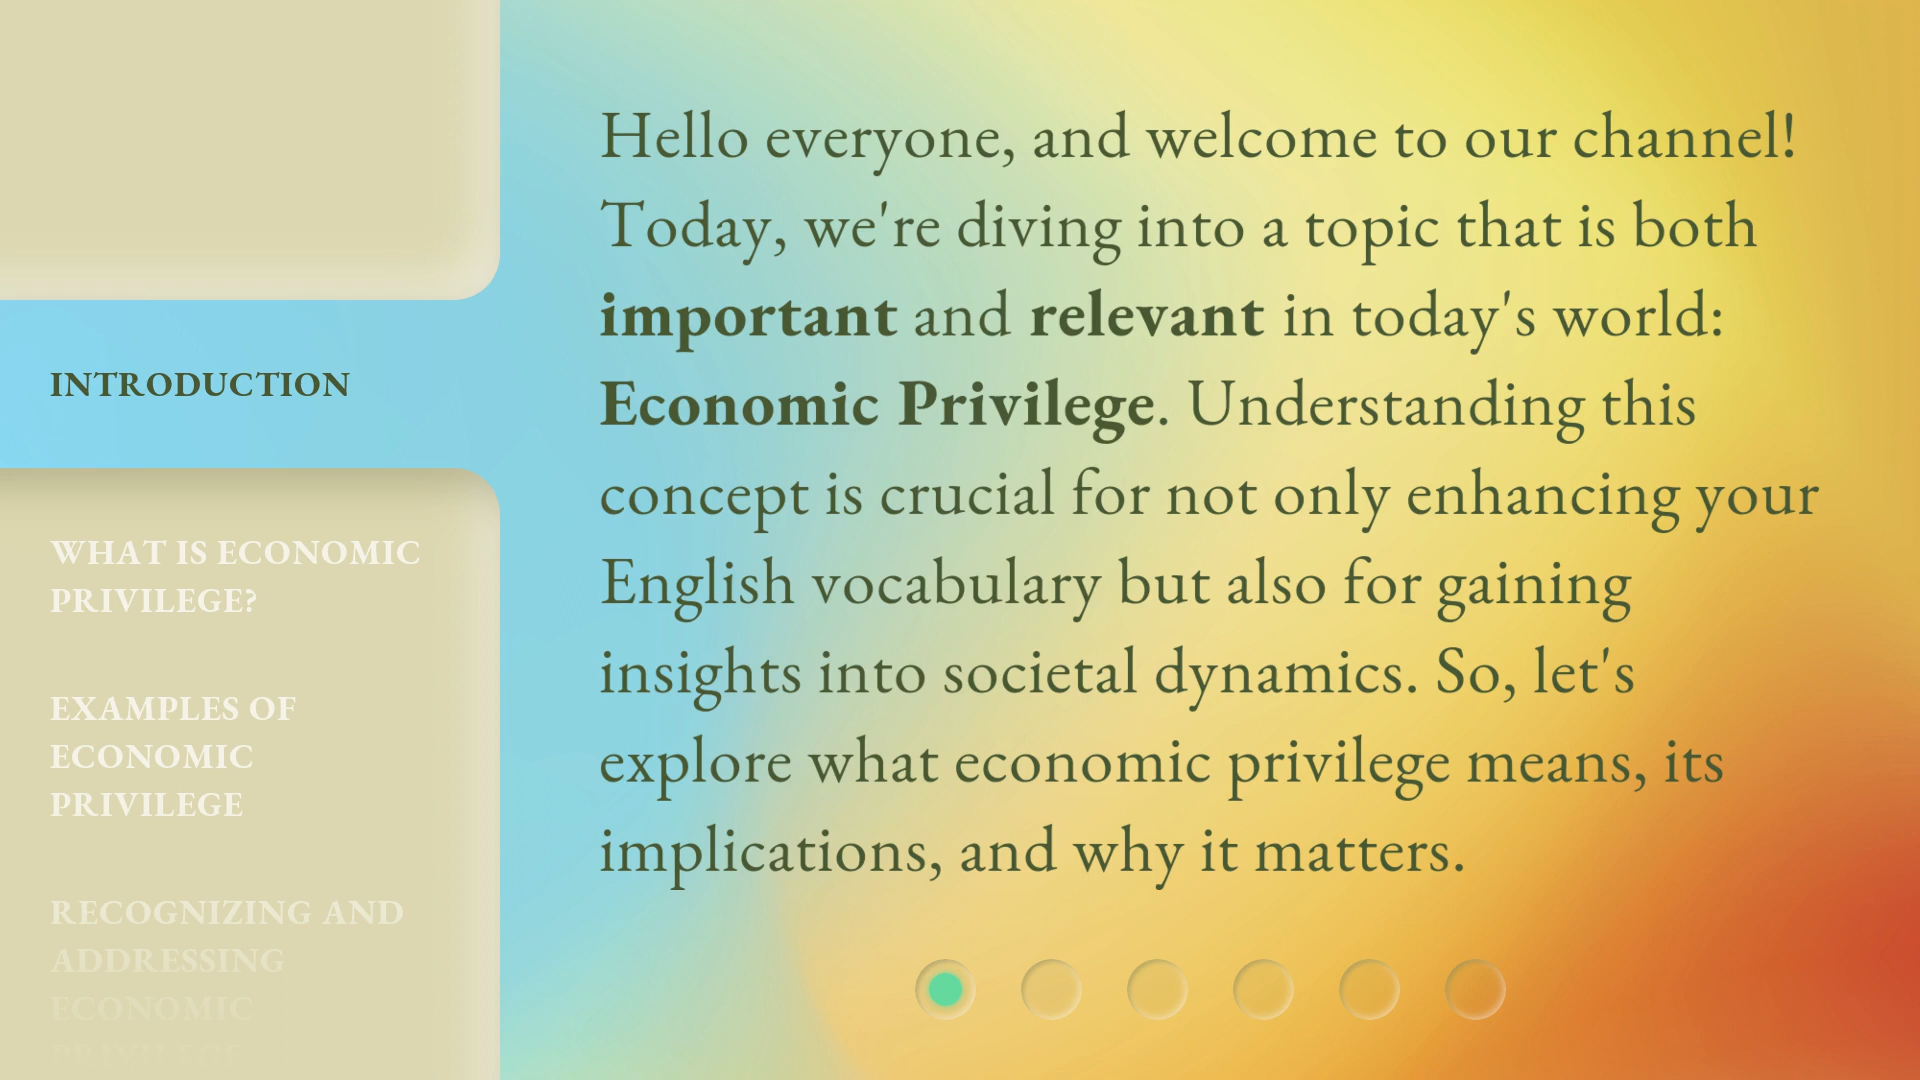 INTRODUCTION
WHAT IS ECONOMIC
PRIVILEGE?
EXAMPLES OF
ECONOMIC
PRIVILEGE
RECOGNIZING AND
ADDRESSING
ECONOMIC
PRIVILEGE
Hello everyone, and welcome to our channel!
Today, we're diving into a topic that is both
important and relevant in today's world:
Economic Privilege. Understanding this
concept is crucial for not only enhancing your
English vocabulary but also for gaining
insights into societal dynamics. So, let's
explore what economic privilege means, its
implications, and why it matters.